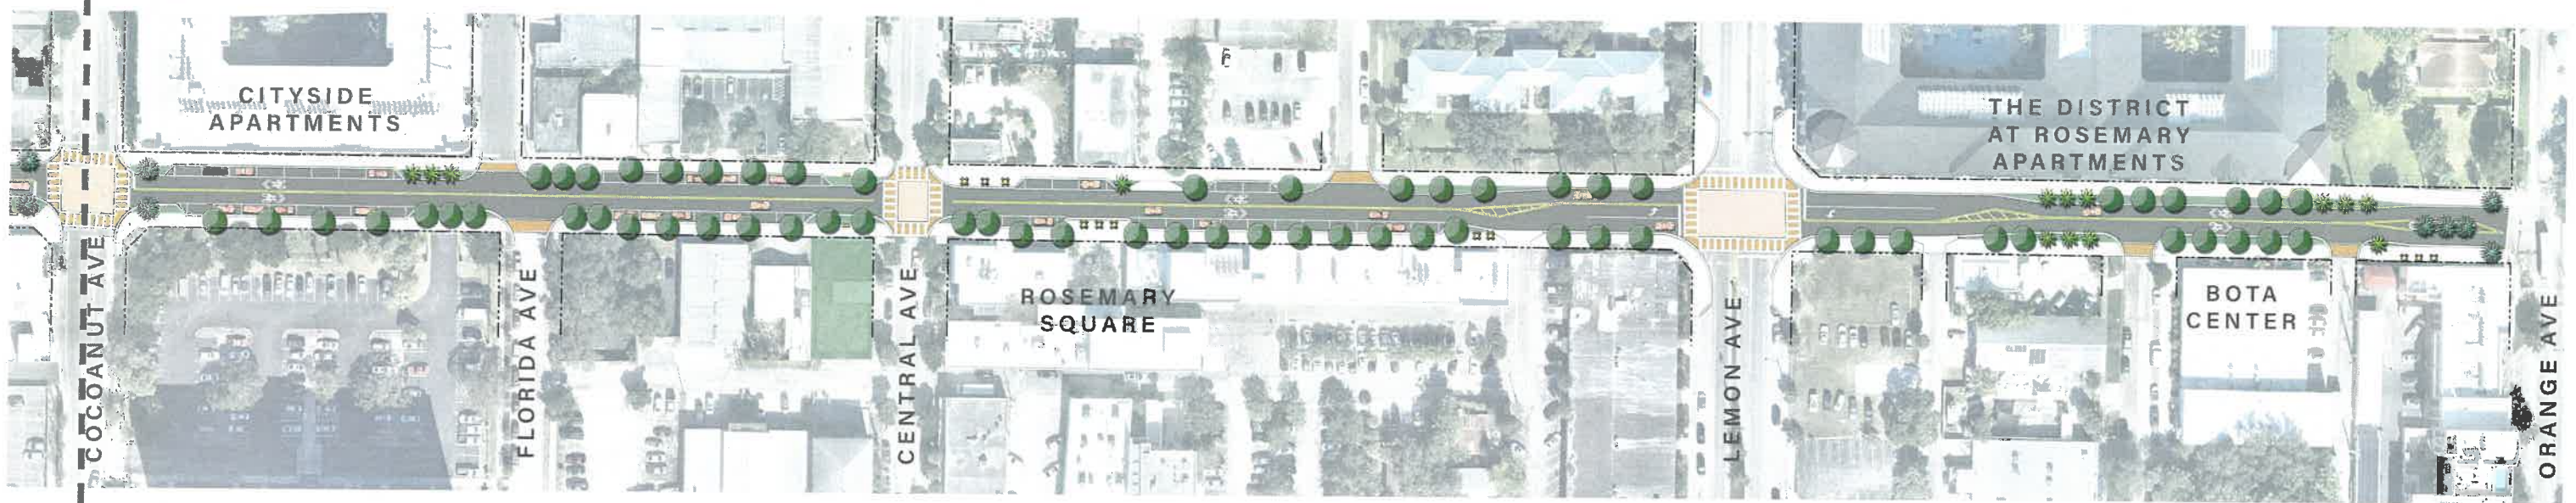 CITYSIDE
APARTMENTS
THE DISTRICT
AT ROSEMARY
APARTMENTS
COCOANUT AVE
FLORIDA AVE
CENTRAL AVE
ROSEMARY
SQUARE
LEMON AVE
BOTA
CENTER
ORANGE AVE